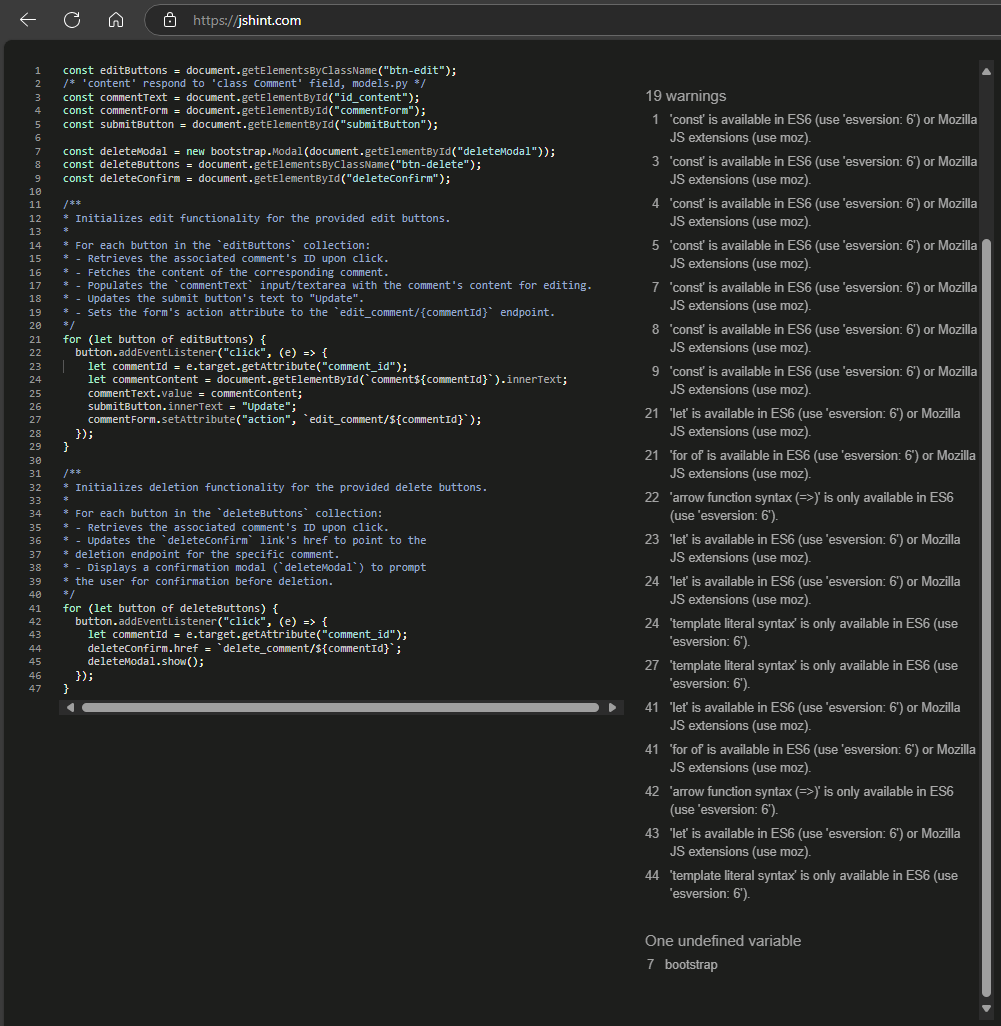 https://jshint.com
1 const editButtons = document.getElementsByClassName("btn-edit");
2 /* 'content' respond to 'class Comment' field, models.py */
3 const commentText = document.getElementById("id_content");
4 const commentForm = document.getElementById("commentForm");
5 const submitButton = document.getElementById("submitButton");
6
7 const deleteModal = new bootstrap.Modal(document.getElementById("deleteModal"));
8 const deleteButtons = document.getElementsByClassName("btn-delete");
9 const deleteConfirm = document.getElementById("deleteConfirm");
10
11 /**
12 * Initializes edit functionality for the provided edit buttons.
13 *
14 * For each button in the `editButtons` collection:
15 * - Retrieves the associated comment's ID upon click.
16 * - Fetches the content of the corresponding comment.
17 * - Populates the `commentText` input/textarea with the comment's content for editing.
18 * - Updates the submit button's text to "Update".
19 * - Sets the form's action attribute to the `edit_comment/{commentId}` endpoint.
20 */
21 for (let button of editButtons) {
22   button.addEventListener("click", (e) => {
23     let commentId = e.target.getAttribute("comment_id");
24     let commentContent = document.getElementById(`comment${commentId}`).innerText;
25     commentText.value = commentContent;
26     submitButton.innerText = "Update";
27     commentForm.setAttribute("action", `edit_comment/${commentId}`);
28   });
29 }
30
31 /**
32 * Initializes deletion functionality for the provided delete buttons.
33 *
34 * For each button in the `deleteButtons` collection:
35 * - Retrieves the associated comment's ID upon click.
36 * - Updates the `deleteConfirm` link's href to point to the
37 * deletion endpoint for the specific comment.
38 * - Displays a confirmation modal (`deleteModal`) to prompt
39 * the user for confirmation before deletion.
40 */
41 for (let button of deleteButtons) {
42   button.addEventListener("click", (e) => {
43     let commentId = e.target.getAttribute("comment_id");
44     deleteConfirm.href = `delete_comment/${commentId}`;
45     deleteModal.show();
46   });
47 }
19 warnings
1 'const' is available in ES6 (use 'esversion: 6') or Mozilla
JS extensions (use moz).
3 'const' is available in ES6 (use 'esversion: 6') or Mozilla
JS extensions (use moz).
4 'const' is available in ES6 (use 'esversion: 6') or Mozilla
JS extensions (use moz).
5 'const' is available in ES6 (use 'esversion: 6') or Mozilla
JS extensions (use moz).
7 'const' is available in ES6 (use 'esversion: 6') or Mozilla
JS extensions (use moz).
8 'const' is available in ES6 (use 'esversion: 6') or Mozilla
JS extensions (use moz).
9 'const' is available in ES6 (use 'esversion: 6') or Mozilla
JS extensions (use moz).
21 'let' is available in ES6 (use 'esversion: 6') or Mozilla
JS extensions (use moz).
21 'for of' is available in ES6 (use 'esversion: 6') or Mozilla
JS extensions (use moz).
22 'arrow function syntax (=>)' is only available in ES6
(use 'esversion: 6').
23 'let' is available in ES6 (use 'esversion: 6') or Mozilla
JS extensions (use moz).
24 'let' is available in ES6 (use 'esversion: 6') or Mozilla
JS extensions (use moz).
24 'template literal syntax' is only available in ES6 (use
'esversion: 6').
27 'template literal syntax' is only available in ES6 (use
'esversion: 6').
41 'let' is available in ES6 (use 'esversion: 6') or Mozilla
JS extensions (use moz).
41 'for of' is available in ES6 (use 'esversion: 6') or Mozilla
JS extensions (use moz).
42 'arrow function syntax (=>)' is only available in ES6
(use 'esversion: 6').
43 'let' is available in ES6 (use 'esversion: 6') or Mozilla
JS extensions (use moz).
44 'template literal syntax' is only available in ES6 (use
'esversion: 6').
One undefined variable
7 bootstrap